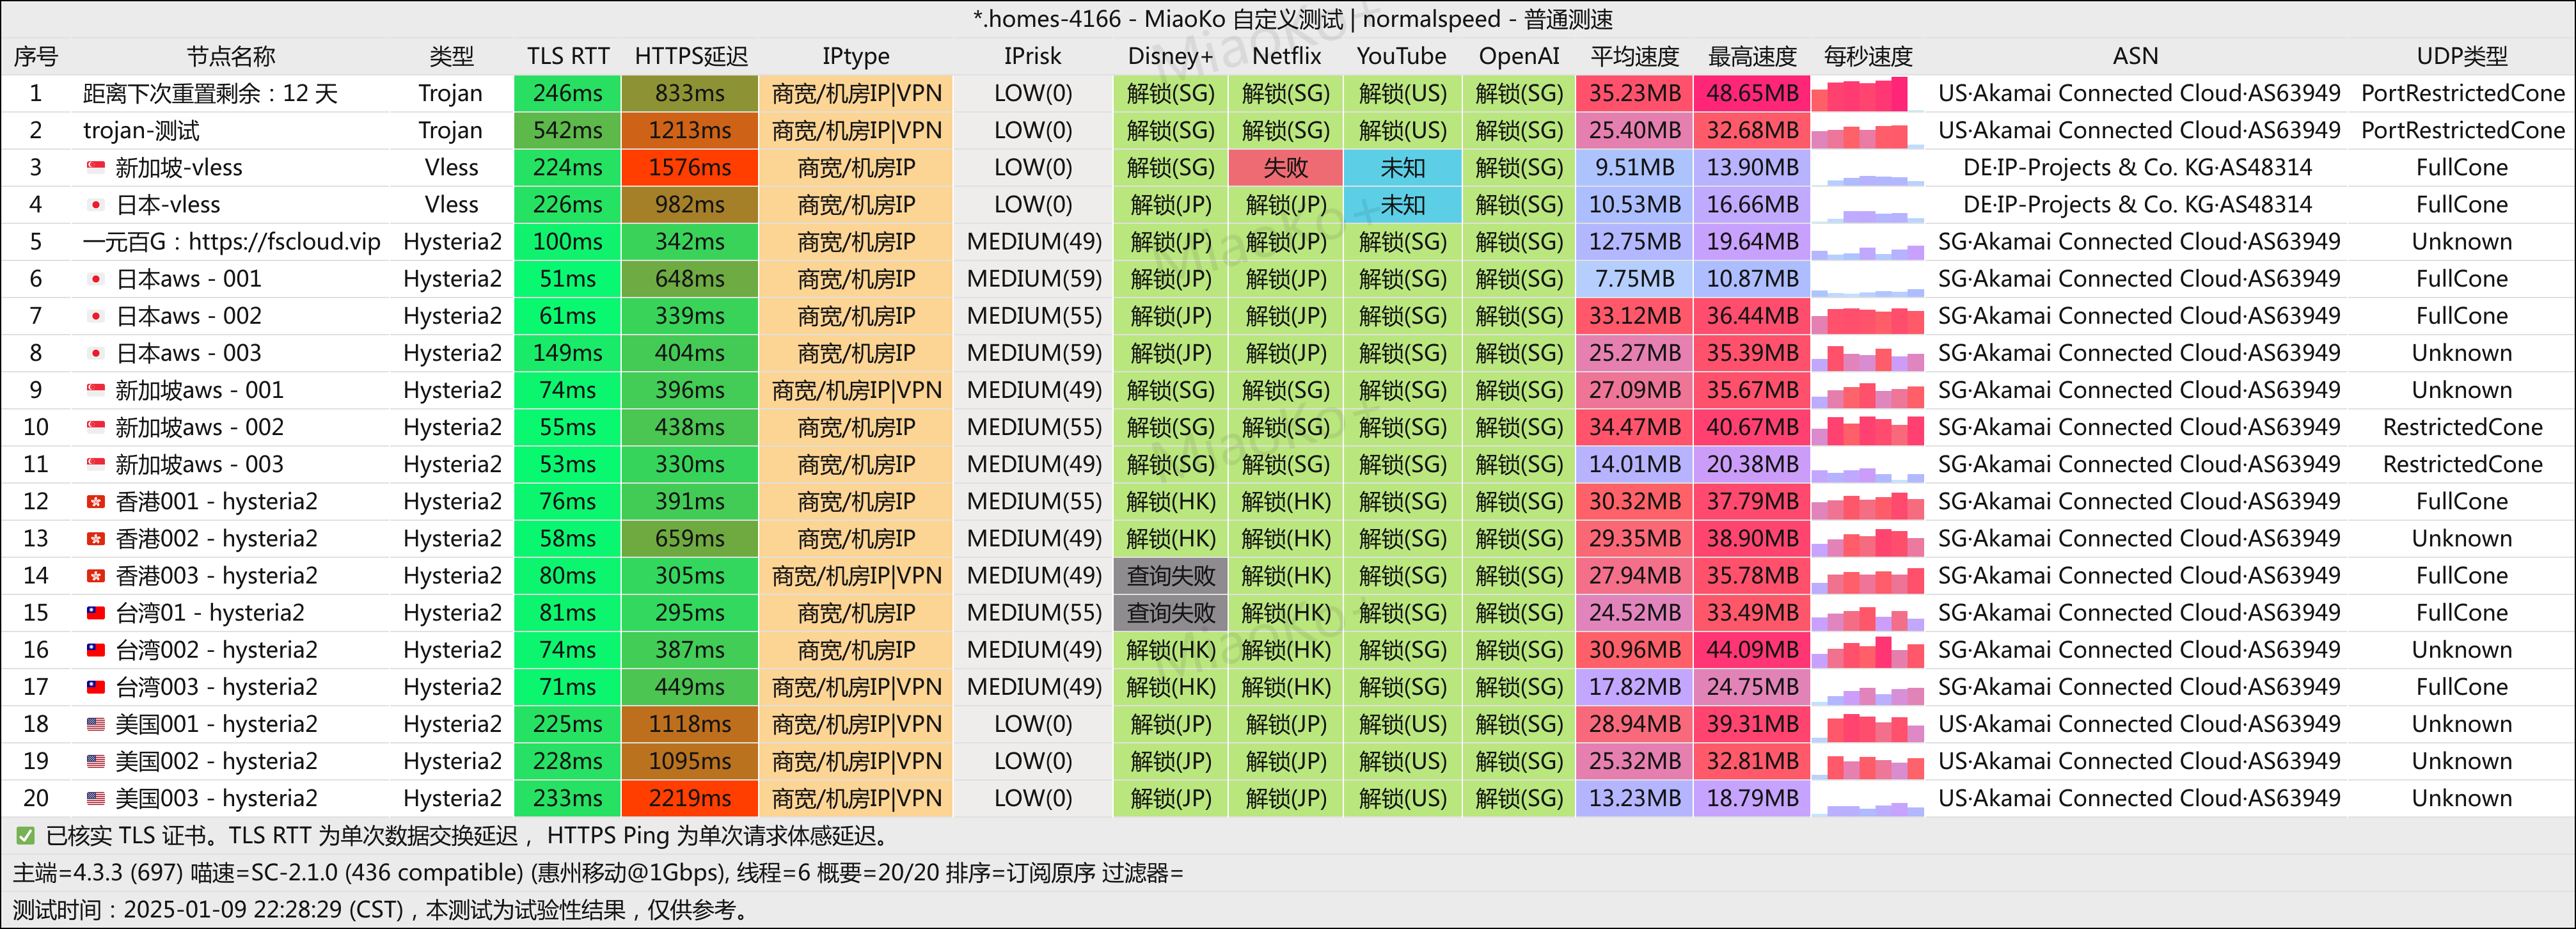 *.homes-4166 - MiaoKo 自定义测试 | normalspeed - 普通测速
序号 节点名称 类型 TLS RTT HTTPS延迟 IPtype IPrisk Disney+ Netflix YouTube OpenAI 平均速度 最高速度 每秒速度 ASN UDP类型
1 距离下次重置剩余：12 天 Trojan 246ms 833ms 商宽/机房IP|VPN LOW(0) 解锁(SG) 解锁(SG) 解锁(US) 解锁(SG) 35.23MB 48.65MB US·Akamai Connected Cloud·AS63949 PortRestrictedCone
2 trojan-测试 Trojan 542ms 1213ms 商宽/机房IP|VPN LOW(0) 解锁(SG) 解锁(SG) 解锁(US) 解锁(SG) 25.40MB 32.68MB US·Akamai Connected Cloud·AS63949 PortRestrictedCone
3 新加坡-vless Vless 224ms 1576ms 商宽/机房IP LOW(0) 解锁(SG) 失败 未知 解锁(SG) 9.51MB 13.90MB DE·IP-Projects & Co. KG·AS48314 FullCone
4 日本-vless Vless 226ms 982ms 商宽/机房IP LOW(0) 解锁(JP) 解锁(JP) 未知 解锁(SG) 10.53MB 16.66MB DE·IP-Projects & Co. KG·AS48314 FullCone
5 一元百G：https://fscloud.vip Hysteria2 100ms 342ms 商宽/机房IP MEDIUM(49) 解锁(JP) 解锁(JP) 解锁(SG) 解锁(SG) 12.75MB 19.64MB SG·Akamai Connected Cloud·AS63949 Unknown
6 日本aws - 001 Hysteria2 51ms 648ms 商宽/机房IP MEDIUM(59) 解锁(JP) 解锁(JP) 解锁(SG) 解锁(SG) 7.75MB 10.87MB SG·Akamai Connected Cloud·AS63949 FullCone
7 日本aws - 002 Hysteria2 61ms 339ms 商宽/机房IP MEDIUM(55) 解锁(JP) 解锁(JP) 解锁(SG) 解锁(SG) 33.12MB 36.44MB SG·Akamai Connected Cloud·AS63949 FullCone
8 日本aws - 003 Hysteria2 149ms 404ms 商宽/机房IP MEDIUM(59) 解锁(JP) 解锁(JP) 解锁(SG) 解锁(SG) 25.27MB 35.39MB SG·Akamai Connected Cloud·AS63949 Unknown
9 新加坡aws - 001 Hysteria2 74ms 396ms 商宽/机房IP|VPN MEDIUM(49) 解锁(SG) 解锁(SG) 解锁(SG) 解锁(SG) 27.09MB 35.67MB SG·Akamai Connected Cloud·AS63949 Unknown
10 新加坡aws - 002 Hysteria2 55ms 438ms 商宽/机房IP MEDIUM(55) 解锁(SG) 解锁(SG) 解锁(SG) 解锁(SG) 34.47MB 40.67MB SG·Akamai Connected Cloud·AS63949 RestrictedCone
11 新加坡aws - 003 Hysteria2 53ms 330ms 商宽/机房IP MEDIUM(49) 解锁(SG) 解锁(SG) 解锁(SG) 解锁(SG) 14.01MB 20.38MB SG·Akamai Connected Cloud·AS63949 RestrictedCone
12 香港001 - hysteria2 Hysteria2 76ms 391ms 商宽/机房IP MEDIUM(55) 解锁(HK) 解锁(HK) 解锁(SG) 解锁(SG) 30.32MB 37.79MB SG·Akamai Connected Cloud·AS63949 FullCone
13 香港002 - hysteria2 Hysteria2 58ms 659ms 商宽/机房IP MEDIUM(49) 解锁(HK) 解锁(HK) 解锁(SG) 解锁(SG) 29.35MB 38.90MB SG·Akamai Connected Cloud·AS63949 Unknown
14 香港003 - hysteria2 Hysteria2 80ms 305ms 商宽/机房IP|VPN MEDIUM(49) 查询失败 解锁(HK) 解锁(SG) 解锁(SG) 27.94MB 35.78MB SG·Akamai Connected Cloud·AS63949 FullCone
15 台湾01 - hysteria2 Hysteria2 81ms 295ms 商宽/机房IP MEDIUM(55) 查询失败 解锁(HK) 解锁(SG) 解锁(SG) 24.52MB 33.49MB SG·Akamai Connected Cloud·AS63949 FullCone
16 台湾002 - hysteria2 Hysteria2 74ms 387ms 商宽/机房IP MEDIUM(49) 解锁(HK) 解锁(HK) 解锁(SG) 解锁(SG) 30.96MB 44.09MB SG·Akamai Connected Cloud·AS63949 Unknown
17 台湾003 - hysteria2 Hysteria2 71ms 449ms 商宽/机房IP|VPN MEDIUM(49) 解锁(HK) 解锁(HK) 解锁(SG) 解锁(SG) 17.82MB 24.75MB SG·Akamai Connected Cloud·AS63949 FullCone
18 美国001 - hysteria2 Hysteria2 225ms 1118ms 商宽/机房IP|VPN LOW(0) 解锁(JP) 解锁(JP) 解锁(US) 解锁(SG) 28.94MB 39.31MB US·Akamai Connected Cloud·AS63949 Unknown
19 美国002 - hysteria2 Hysteria2 228ms 1095ms 商宽/机房IP|VPN LOW(0) 解锁(JP) 解锁(JP) 解锁(US) 解锁(SG) 25.32MB 32.81MB US·Akamai Connected Cloud·AS63949 Unknown
20 美国003 - hysteria2 Hysteria2 233ms 2219ms 商宽/机房IP|VPN LOW(0) 解锁(JP) 解锁(JP) 解锁(US) 解锁(SG) 13.23MB 18.79MB US·Akamai Connected Cloud·AS63949 Unknown
✅ 已核实 TLS 证书。TLS RTT 为单次数据交换延迟， HTTPS Ping 为单次请求体感延迟。
主端=4.3.3 (697) 喵速=SC-2.1.0 (436 compatible) (惠州移动@1Gbps), 线程=6 概要=20/20 排序=订阅原序 过滤器=
测试时间：2025-01-09 22:28:29 (CST)，本测试为试验性结果，仅供参考。
MiaoKo+
MiaoKo+
MiaoKo+
MiaoKo+